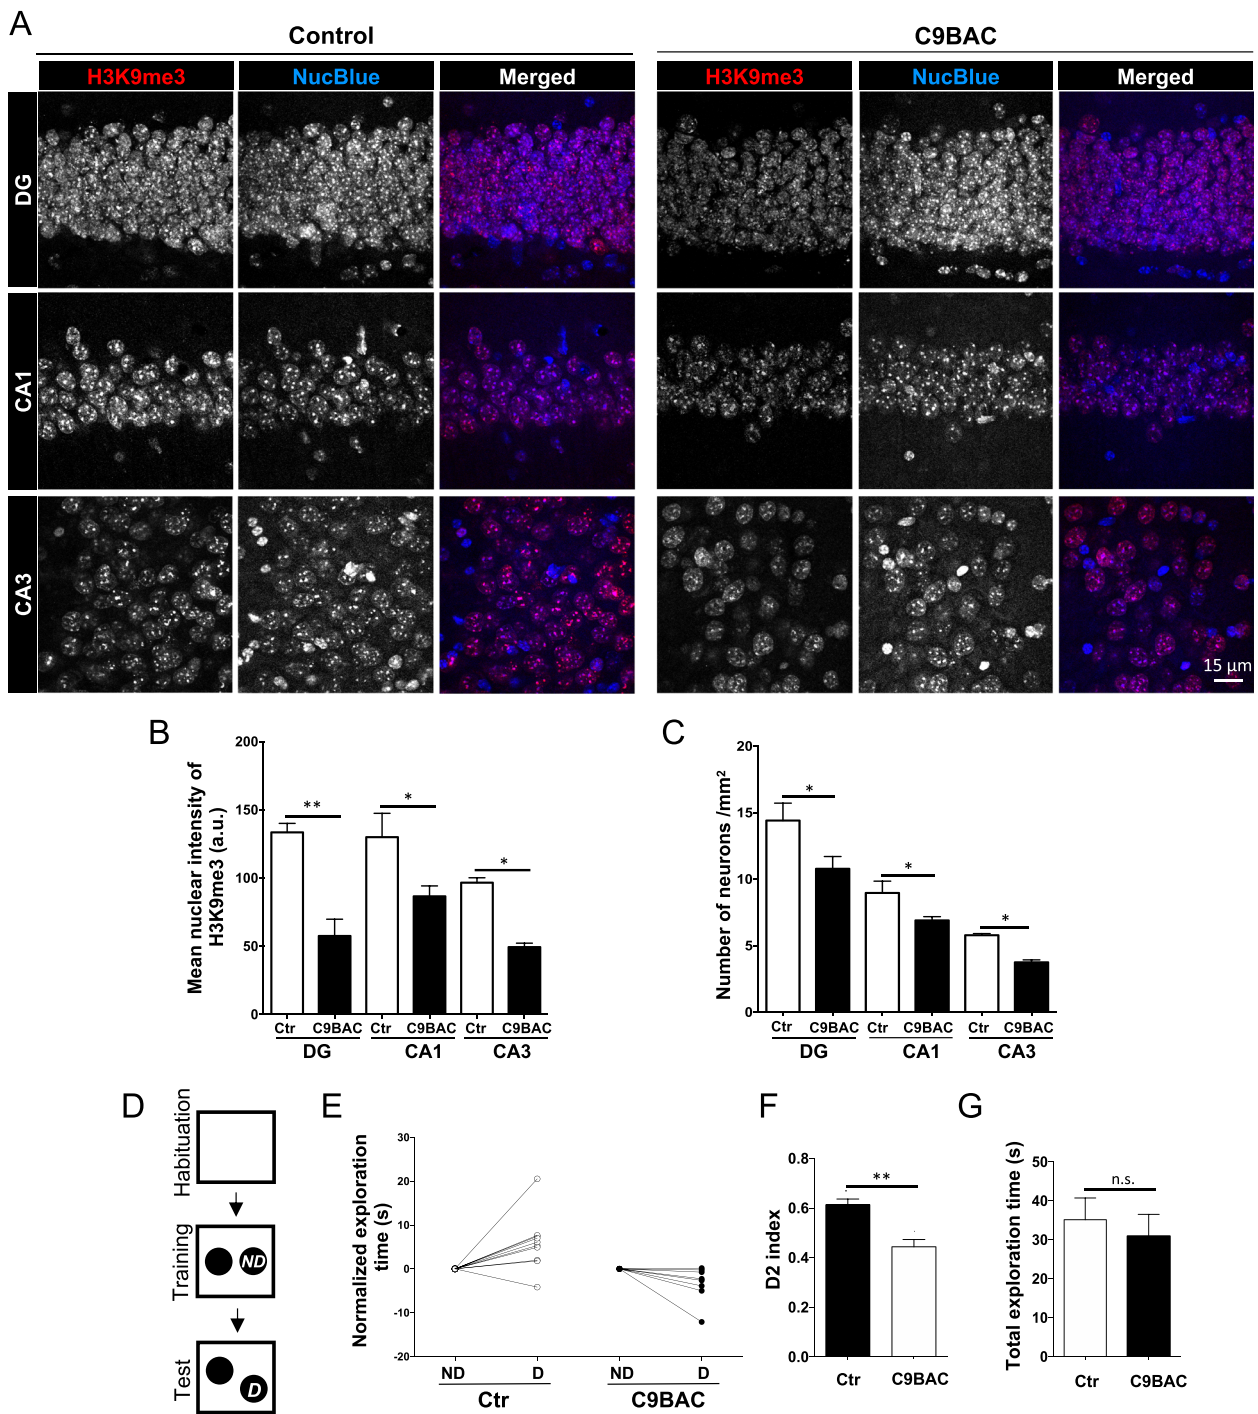 A
Control
C9BAC
H3K9me3 NucBlue Merged
H3K9me3 NucBlue Merged
DG
CA1
CA3
15 µm
B
Mean nuclear intensity of
H3K9me3 (a.u.)
200
150
100
50
0
** * *
Ctr C9BAC Ctr C9BAC Ctr C9BAC
DG CA1 CA3
C
Number of neurons /mm²
20
15
10
5
0
* * *
Ctr C9BAC Ctr C9BAC Ctr C9BAC
DG CA1 CA3
D
Habituation
Training
ND
Test
D
E
Normalized exploration
time (s)
30
20
10
0
-10
-20
ND D ND D
Ctr C9BAC
F
D2 index
0.8
0.6
0.4
0.2
0.0
**
Ctr C9BAC
G
Total exploration time (s)
50
40
30
20
10
0
n.s.
Ctr C9BAC